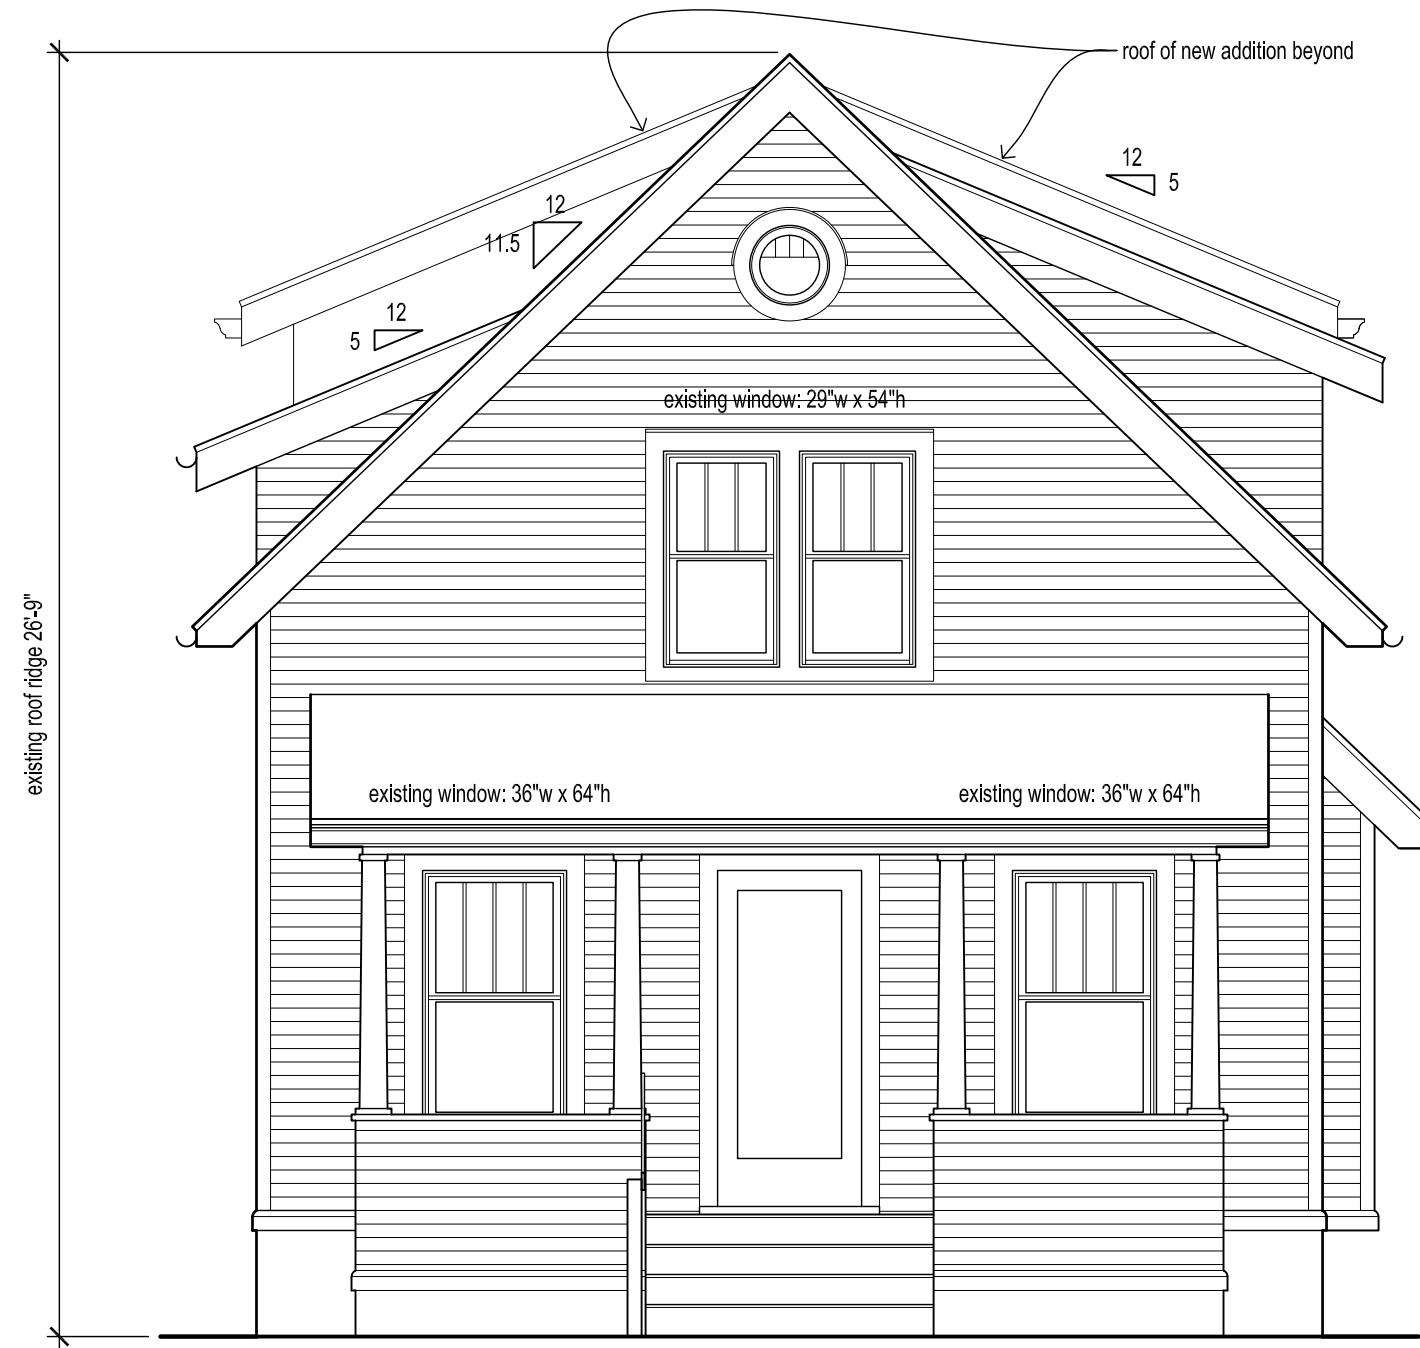 roof of new addition beyond
12
5
12
11.5
12
5
existing window: 29"w x 54"h
existing roof ridge 26'-9"
existing window: 36"w x 64"h
existing window: 36"w x 64"h